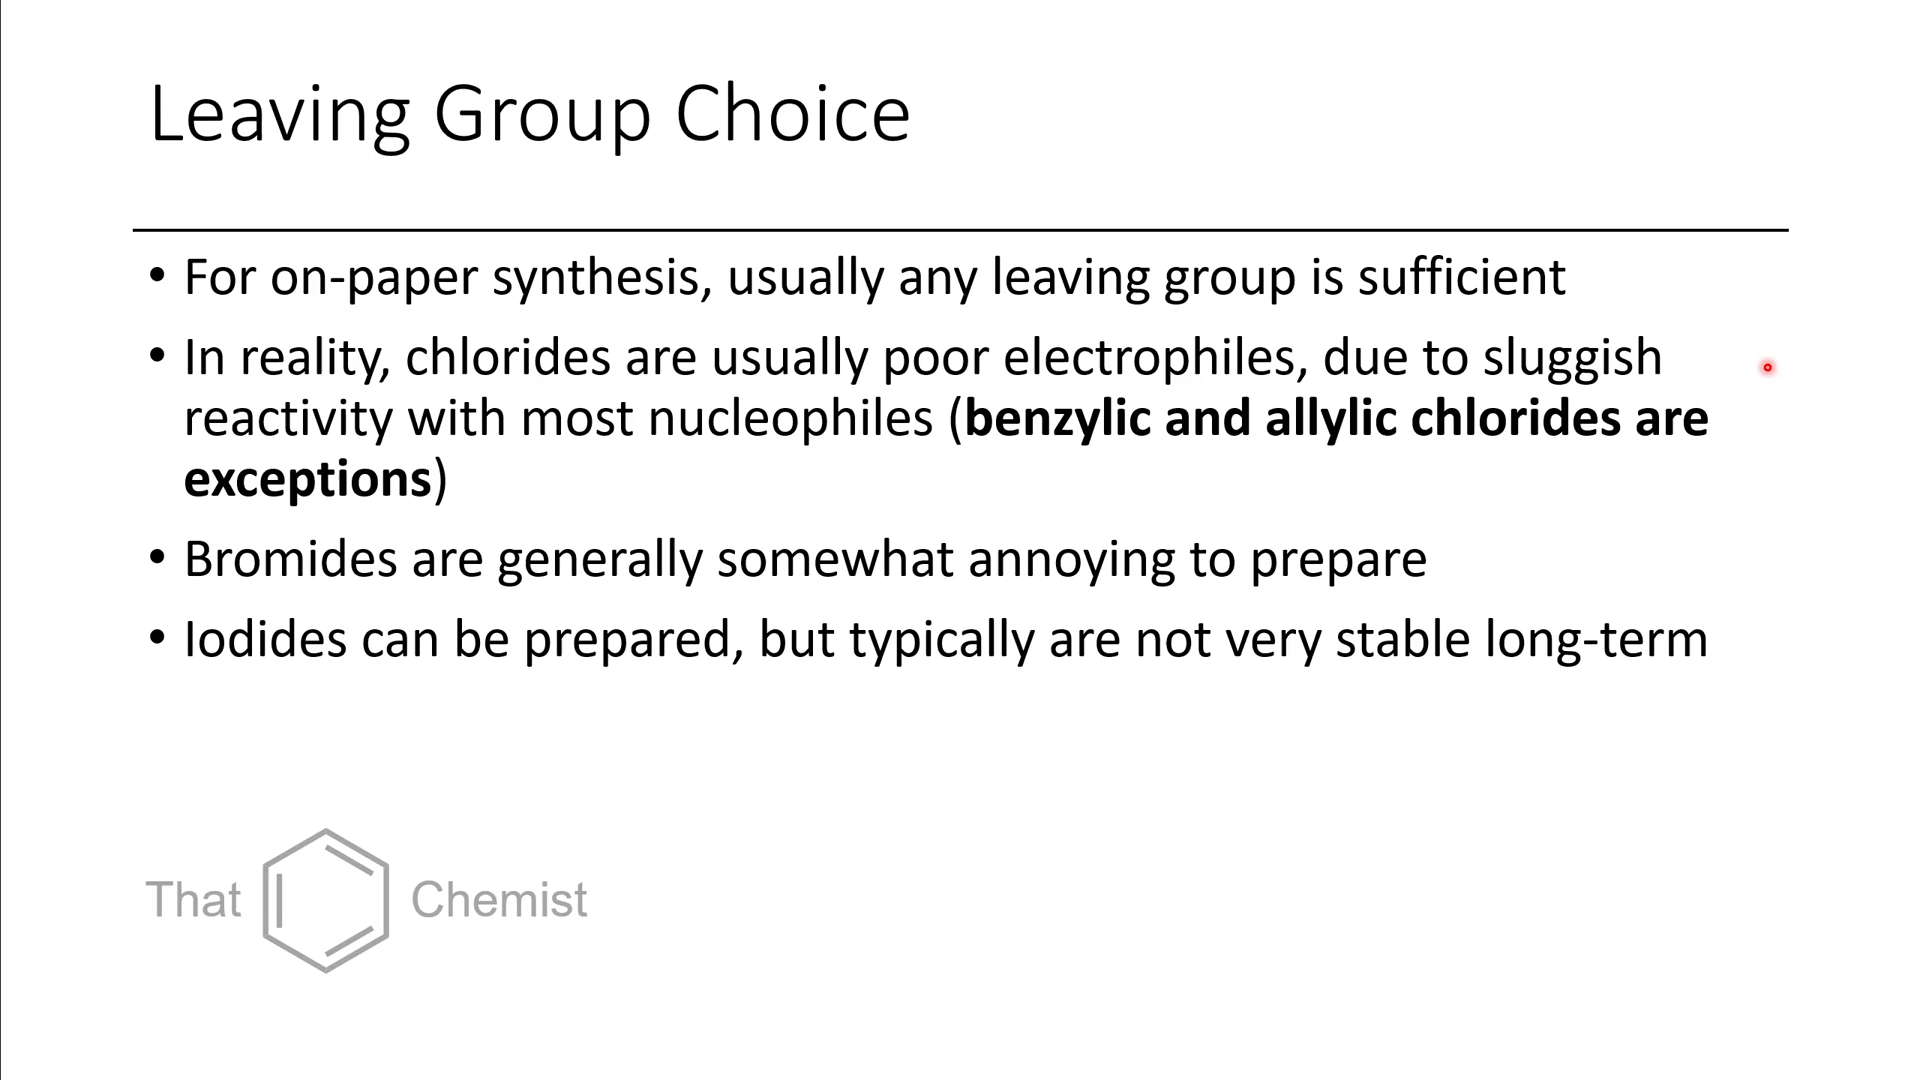 Leaving Group Choice
• For on-paper synthesis, usually any leaving group is sufficient
• In reality, chlorides are usually poor electrophiles, due to sluggish
reactivity with most nucleophiles (benzylic and allylic chlorides are
exceptions)
• Bromides are generally somewhat annoying to prepare
• Iodides can be prepared, but typically are not very stable long-term
That Chemist